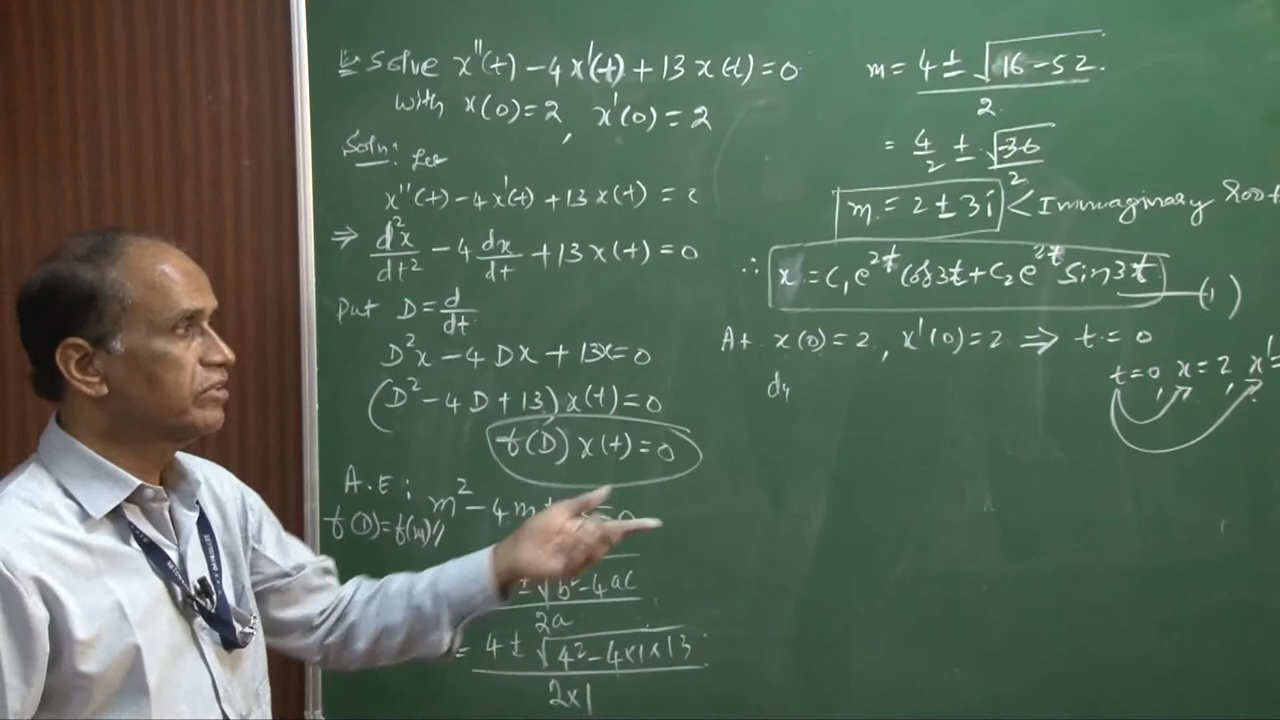 Ex: Solve x''(t) - 4x'(t) + 13x(t) = 0
with x(0) = 2, x'(0) = 2
Soln:
x''(t) - 4x'(t) + 13x(t) =
⇒ d²x/dt² - 4 dx/dt + 13x(t) = 0
Put D = d/dt
D²x - 4Dx + 13x = 0
(D² - 4D + 13) x(t) = 0
f(D) x(t) = 0
A.E: m² - 4m + = 0
f(D) = f(m)//
± √b² - 4ac
2a
= 4 ± √4² - 4×1×13
2×1
m = 4 ± √16 - 52
2
= 4/2 ± √-36/2
m = 2 ± 3i < Immaginary root
∴ x = C₁e^2t Cos3t + C₂e^2t Sin3t (1)
At x(0) = 2, x'(0) = 2 ⇒ t = 0
t = 0, x = 2, x' =